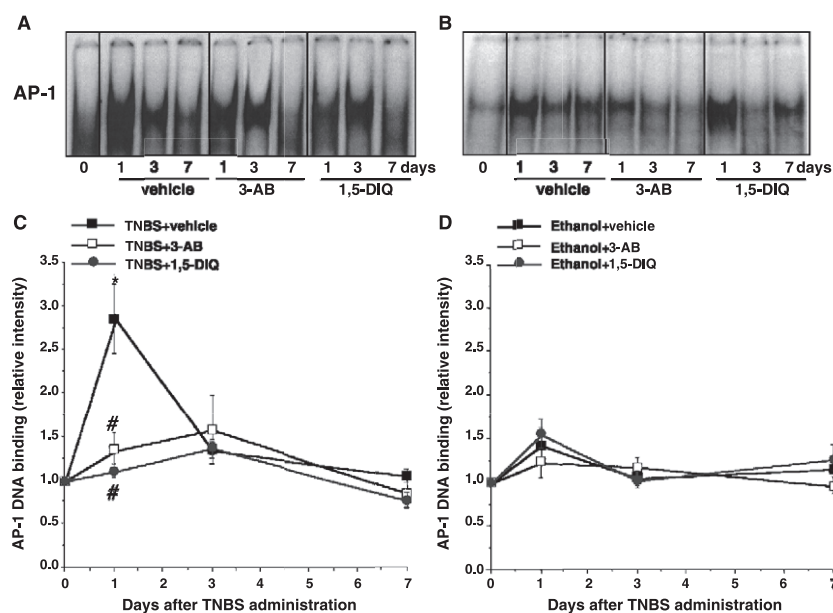 A
B
AP-1
0 1 3 7 1 3 7 1 3 7 days
vehicle 3-AB 1,5-DIQ
0 1 3 7 1 3 7 1 3 7 days
vehicle 3-AB 1,5-DIQ
C
TNBS+vehicle
TNBS+3-AB
TNBS+1,5-DIQ
AP-1 DNA binding (relative intensity)
3.5
3.0
2.5
2.0
1.5
1.0
0.5
0.0
*
#
#
0 1 2 3 4 5 6 7
Days after TNBS administration
D
Ethanol+vehicle
Ethanol+3-AB
Ethanol+1,5-DIQ
AP-1 DNA binding (relative intensity)
3.5
3.0
2.5
2.0
1.5
1.0
0.5
0.0
0 1 2 3 4 5 6 7
Days after TNBS administration